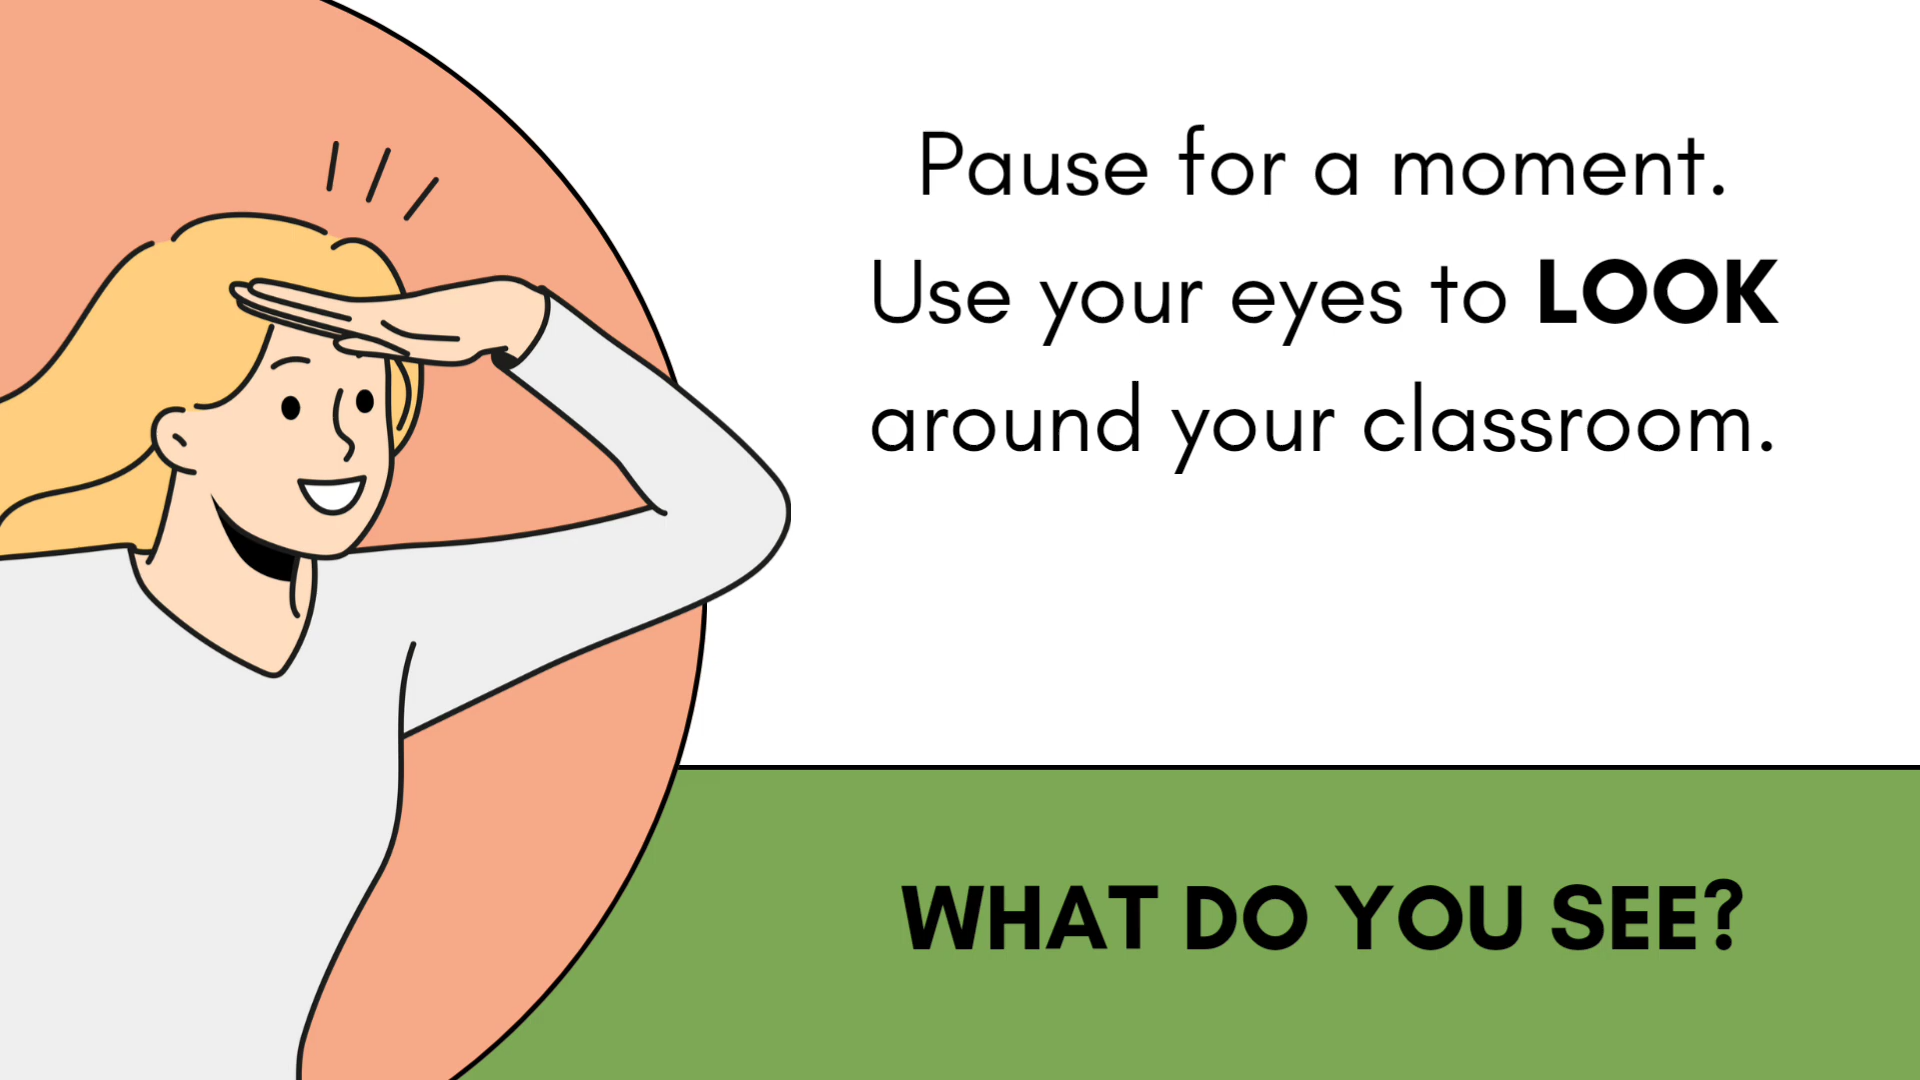 Pause for a moment.
Use your eyes to LOOK
around your classroom.
WHAT DO YOU SEE?